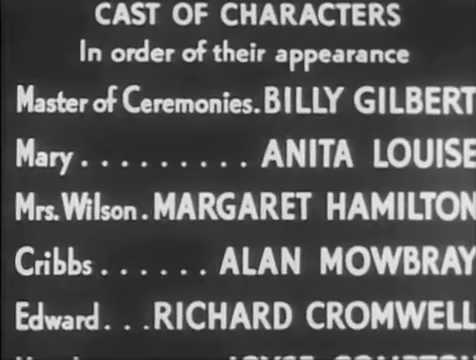 CAST OF CHARACTERS
In order of their appearance
Master of Ceremonies. BILLY GILBERT
Mary . . . . . . . . . ANITA LOUISE
Mrs. Wilson . MARGARET HAMILTON
Cribbs . . . . . . ALAN MOWBRAY
Edward . . . RICHARD CROMWELL